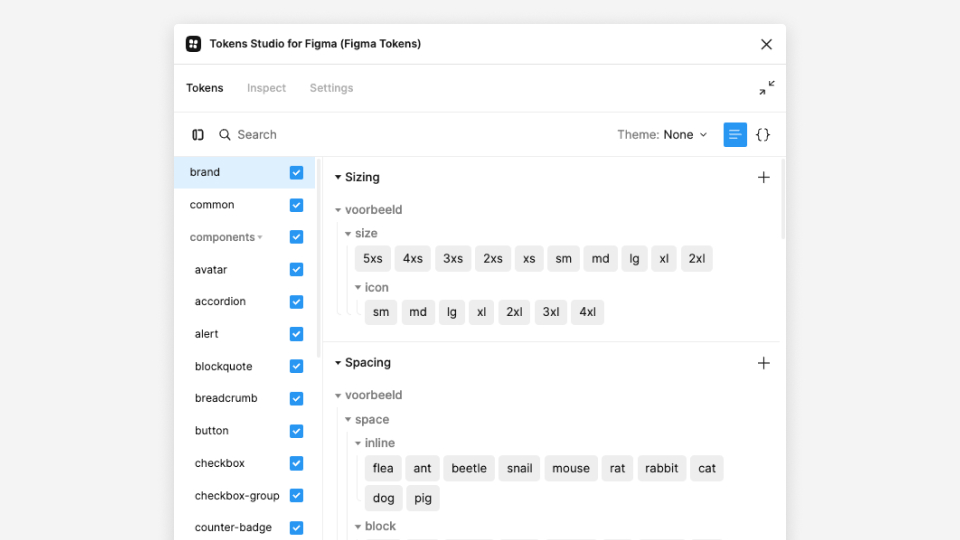 Tokens Studio for Figma (Figma Tokens)
Tokens Inspect Settings
Search
Theme: None
brand
common
components
avatar
accordion
alert
blockquote
breadcrumb
button
checkbox
checkbox-group
counter-badge
Sizing
voorbeeld
size
5xs 4xs 3xs 2xs xs sm md lg xl 2xl
icon
sm md lg xl 2xl 3xl 4xl
Spacing
voorbeeld
space
inline
flea ant beetle snail mouse rat rabbit cat
dog pig
block